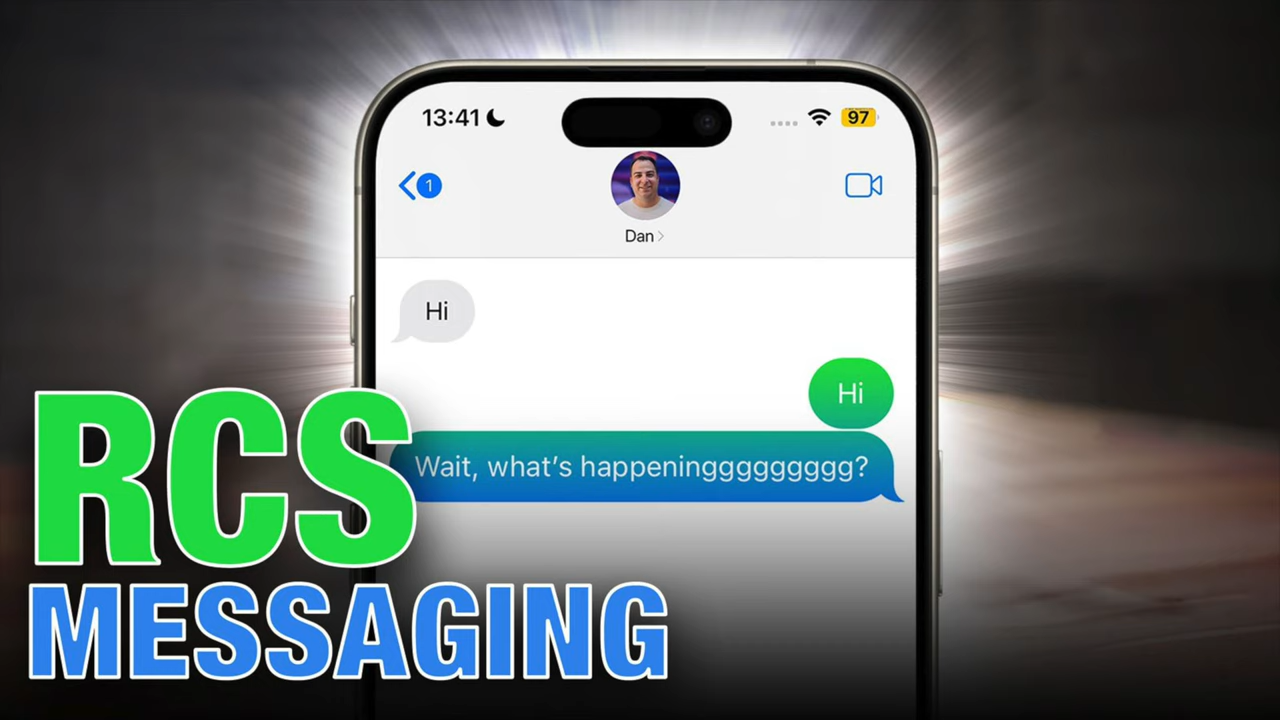 13:41
97
1
Dan
Hi
Hi
Wait, what's happeninggggggggg?
RCS
MESSAGING